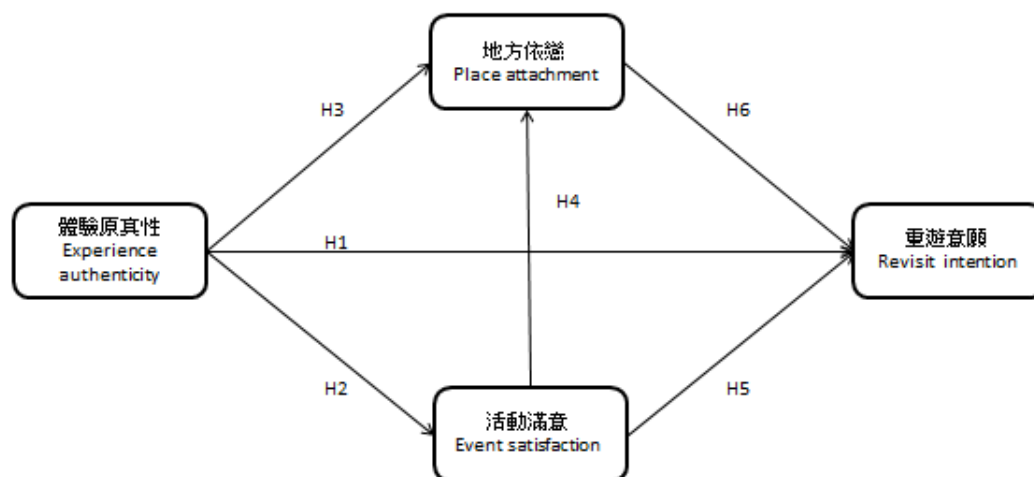 地方依戀
Place attachment
H3
H6
H4
體驗原真性
Experience
authenticity
H1
重遊意願
Revisit intention
H2
H5
活動滿意
Event satisfaction